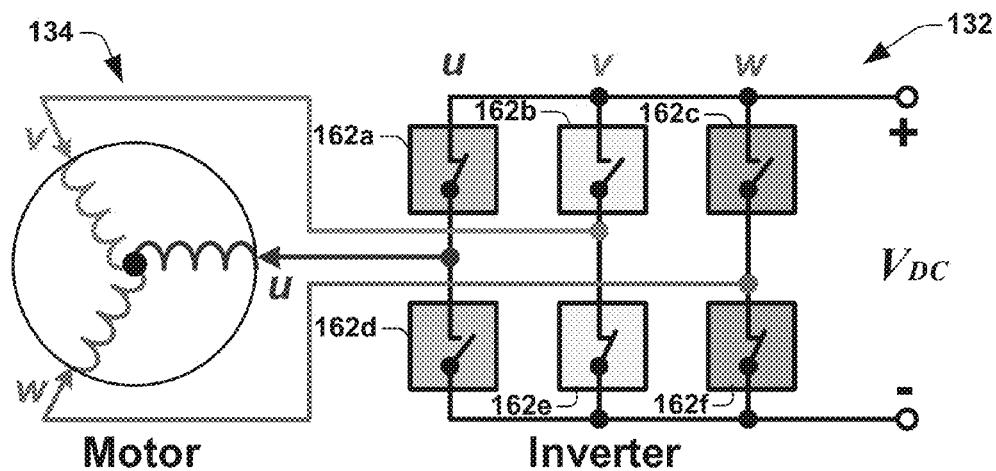 134
132
u
v
w
162a
162b
162c
+
v
u
V_DC
162d
w
162e
162f
-
Motor
Inverter